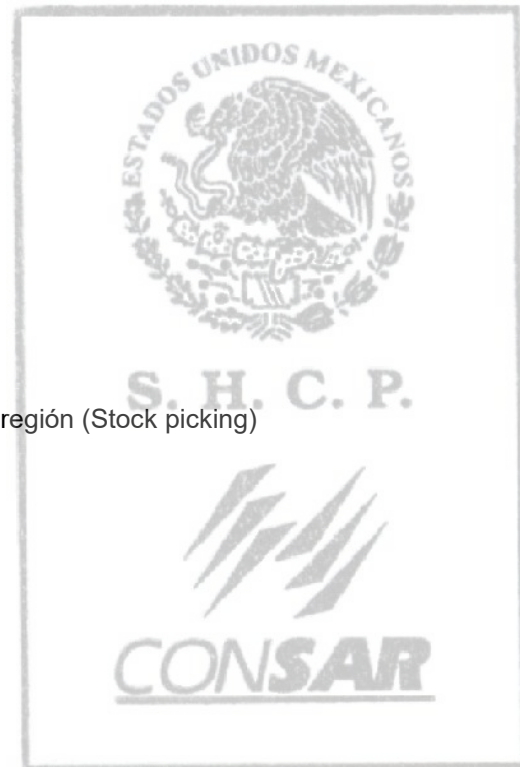 ESTADOS UNIDOS MEXICANOS
S. H. C. P.
región (Stock picking)
CONSAR